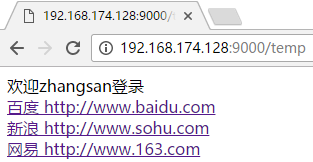 192.168.174.128:9000/t
192.168.174.128:9000/temp
欢迎zhangsan登录
百度 http://www.baidu.com
新浪 http://www.sohu.com
网易 http://www.163.com